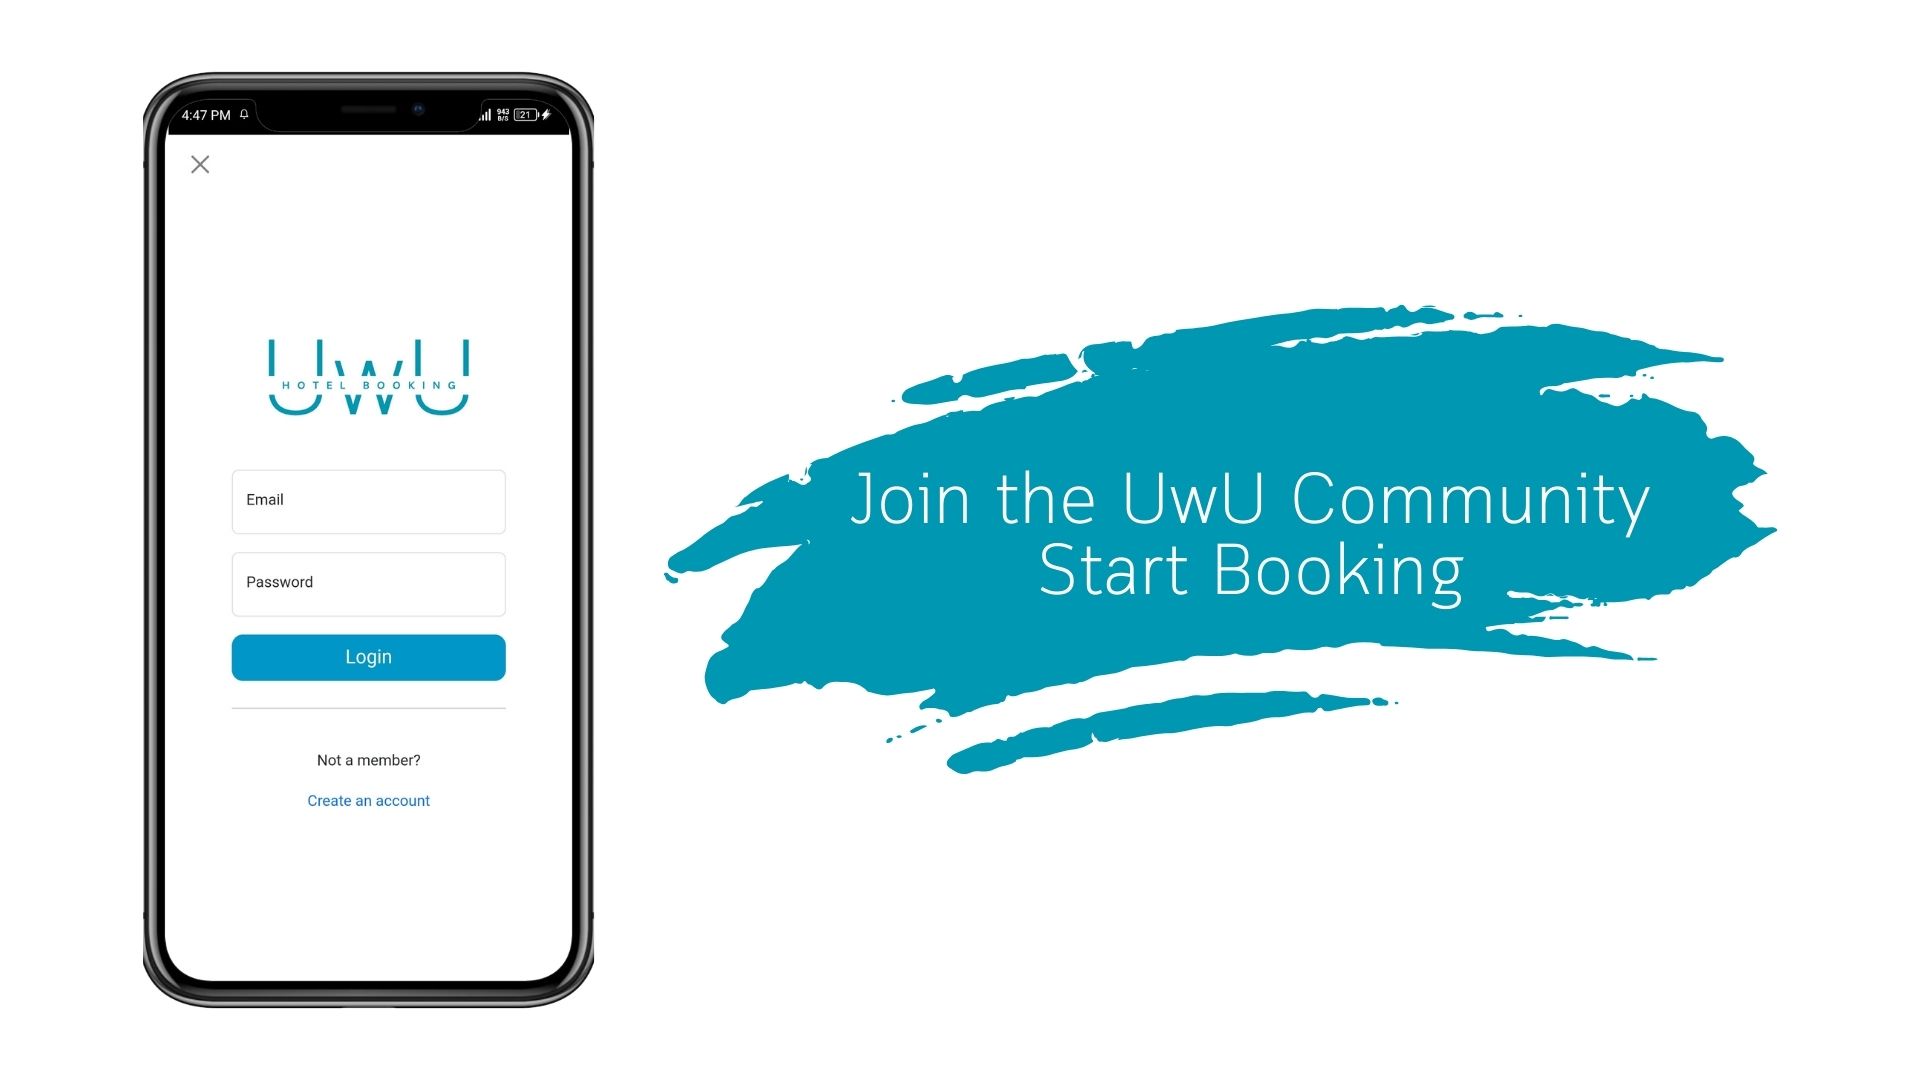 4:47 PM
943
B/S
21
UwU
HOTEL BOOKING
Email
Password
Login
Not a member?
Create an account
Join the UwU Community
Start Booking